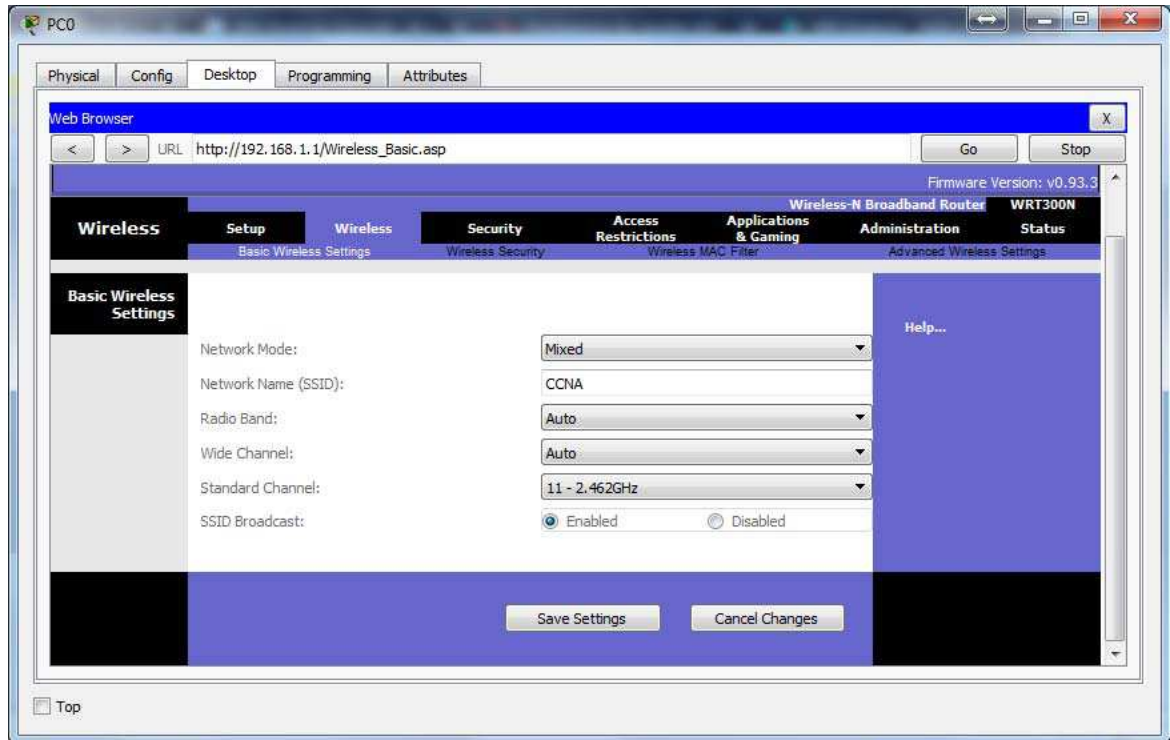 PC0
Physical Config Desktop Programming Attributes
Web Browser X
< > URL http://192.168.1.1/Wireless_Basic.asp Go Stop
Firmware Version: v0.93.3
Wireless-N Broadband Router WRT300N
Wireless Setup Wireless Security Access Restrictions Applications & Gaming Administration Status
Basic Wireless Settings Wireless Security Wireless MAC Filter Advanced Wireless Settings
Basic Wireless
Settings
Help...
Network Mode: Mixed
Network Name (SSID): CCNA
Radio Band: Auto
Wide Channel: Auto
Standard Channel: 11 - 2.462GHz
SSID Broadcast: Enabled Disabled
Save Settings Cancel Changes
Top